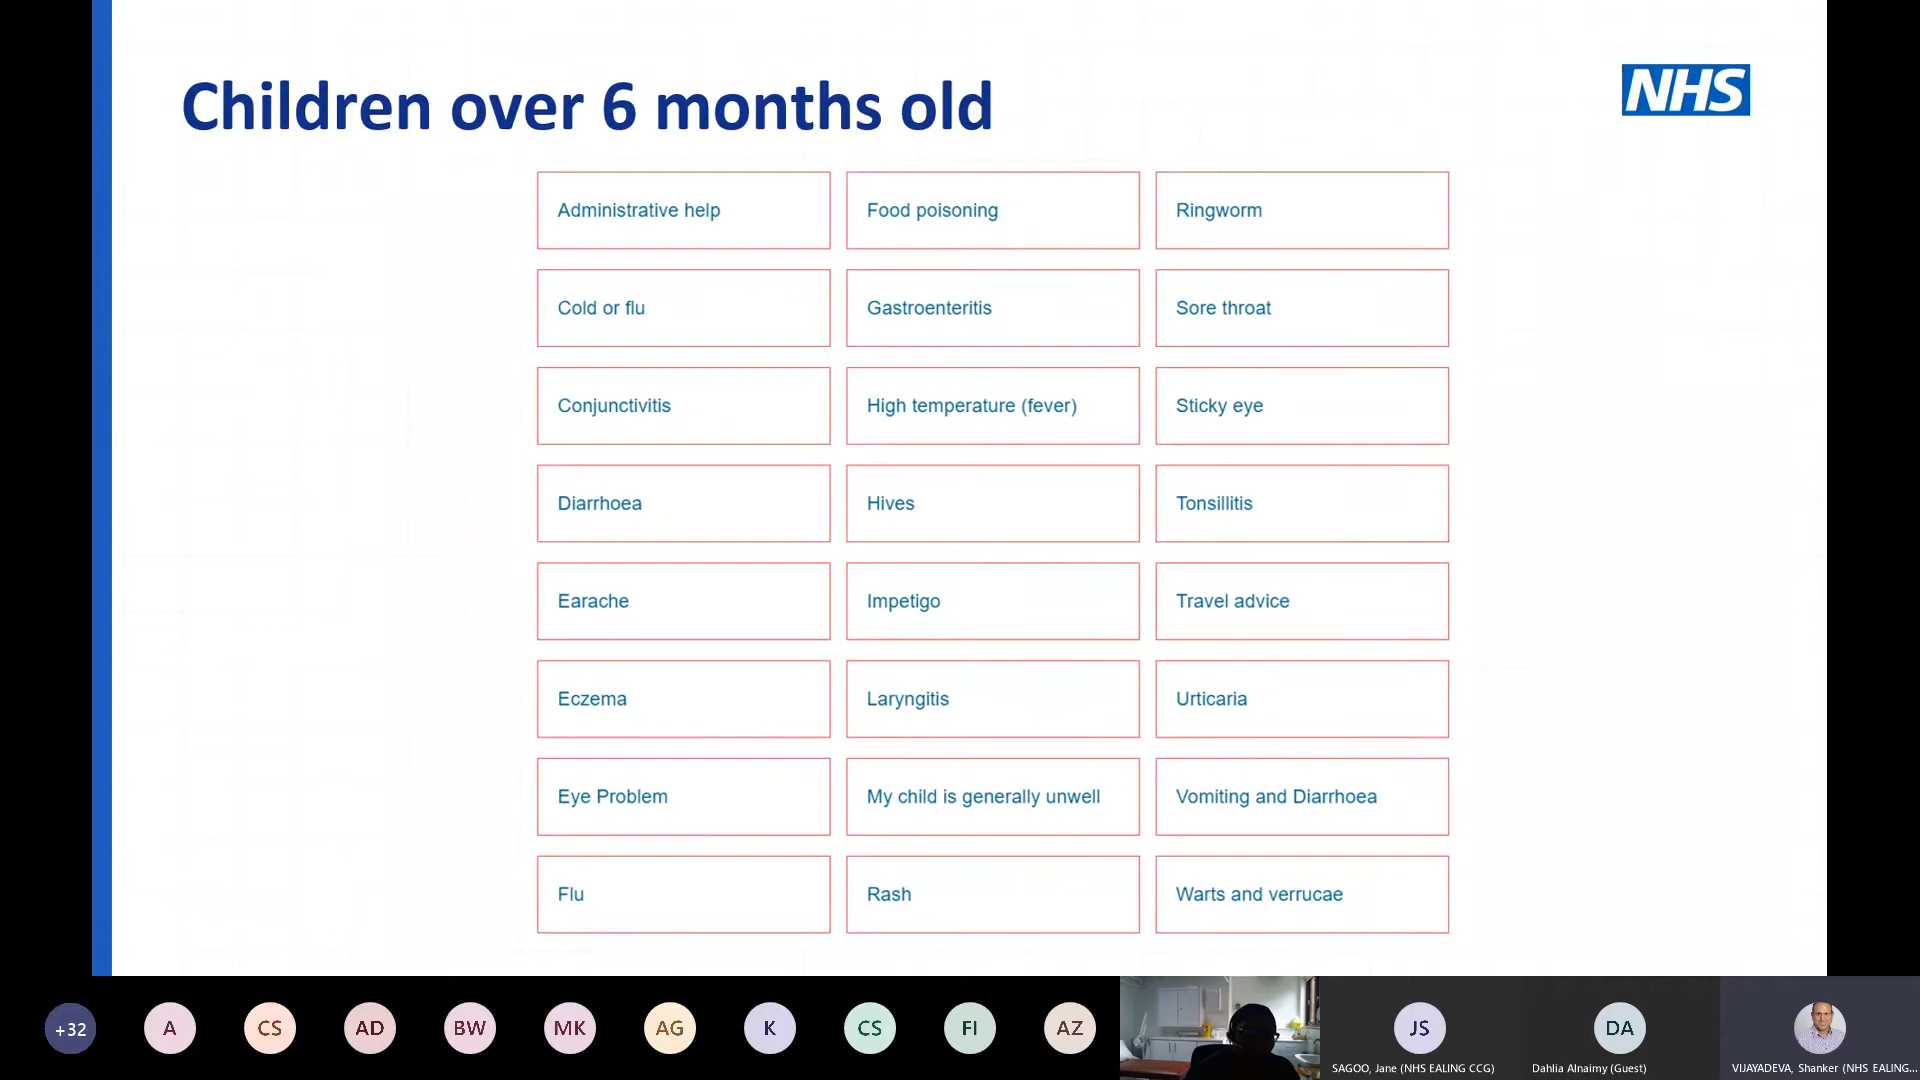 Children over 6 months old
NHS
Administrative help
Food poisoning
Ringworm
Cold or flu
Gastroenteritis
Sore throat
Conjunctivitis
High temperature (fever)
Sticky eye
Diarrhoea
Hives
Tonsillitis
Earache
Impetigo
Travel advice
Eczema
Laryngitis
Urticaria
Eye Problem
My child is generally unwell
Vomiting and Diarrhoea
Flu
Rash
Warts and verrucae
+32
A
CS
AD
BW
MK
AG
K
CS
FI
AZ
JS
DA
SAGOO, Jane (NHS EALING CCG)
Dahlia Alnaimy (Guest)
VIJAYADEVA, Shanker (NHS EALING...